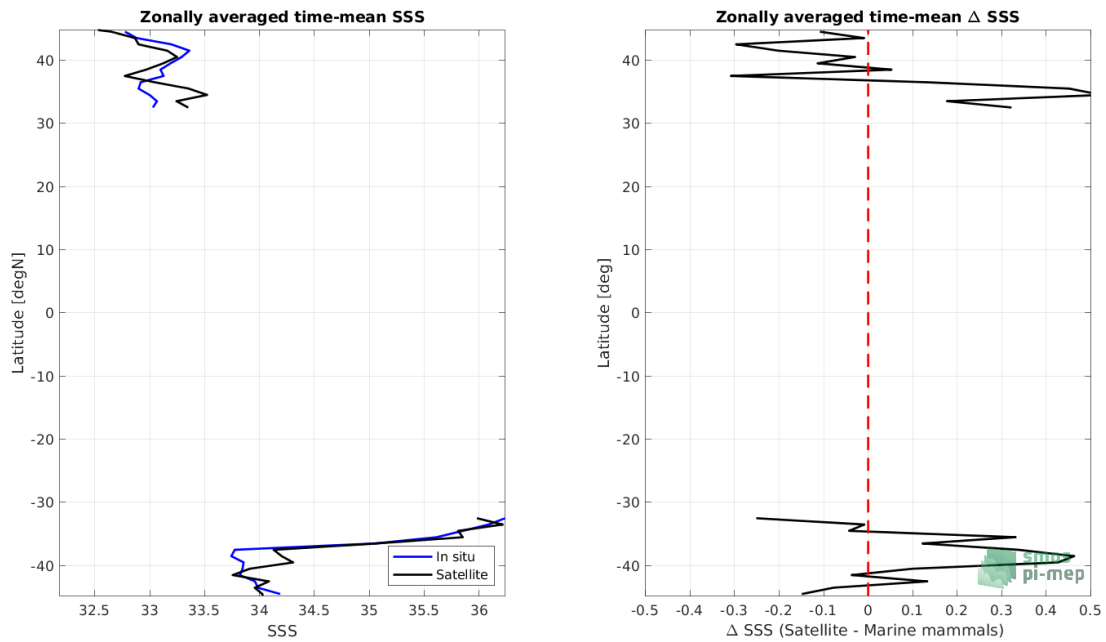 Zonally averaged time-mean SSS
40
30
20
10
0
-10
-20
-30
-40
Latitude [degN]
32.5 33 33.5 34 34.5 35 35.5 36
SSS
In situ
Satellite
Zonally averaged time-mean Δ SSS
40
30
20
10
0
-10
-20
-30
-40
Latitude [deg]
-0.5 -0.4 -0.3 -0.2 -0.1 0 0.1 0.2 0.3 0.4 0.5
Δ SSS (Satellite - Marine mammals)
smos
pi-mep